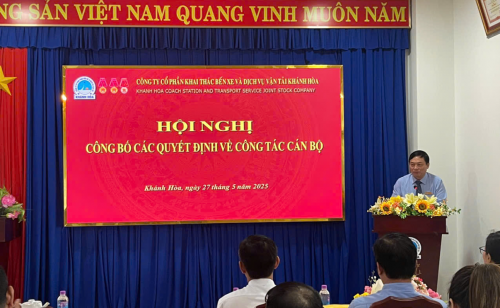 SẢN VIỆT NAM QUANG VINH MUÔN NĂM
CÔNG TY CỔ PHẦN KHAI THÁC BẾN XE VÀ DỊCH VỤ VẬN TẢI KHÁNH HÒA
KHANH HOA COACH STATION AND TRANSPORT SERVICE JOINT STOCK COMPANY
HỘI NGHỊ
CÔNG BỐ CÁC QUYẾT ĐỊNH VỀ CÔNG TÁC CÁN BỘ
Khánh Hòa, ngày 27 tháng 5 năm 2025